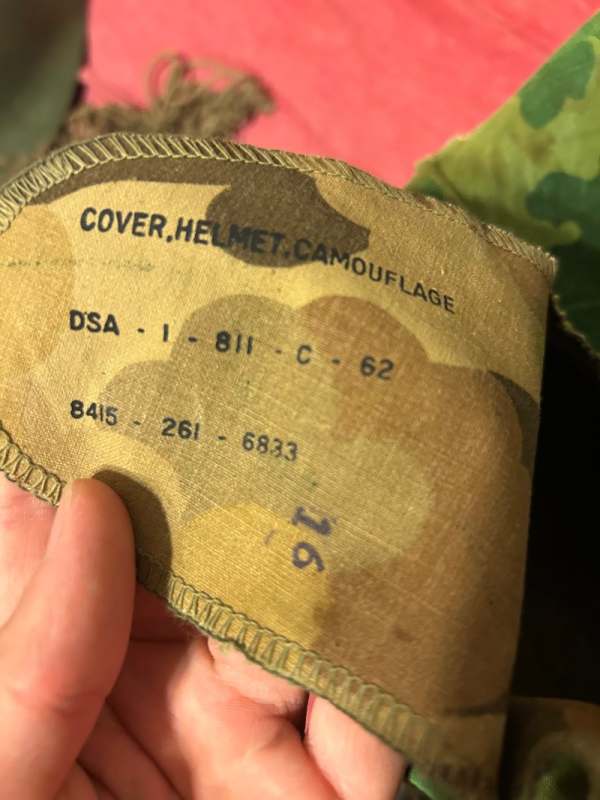 COVER,HELMET,CAMOUFLAGE
DSA - 1 - 811 - C - 62
8415 - 261 - 6833
16